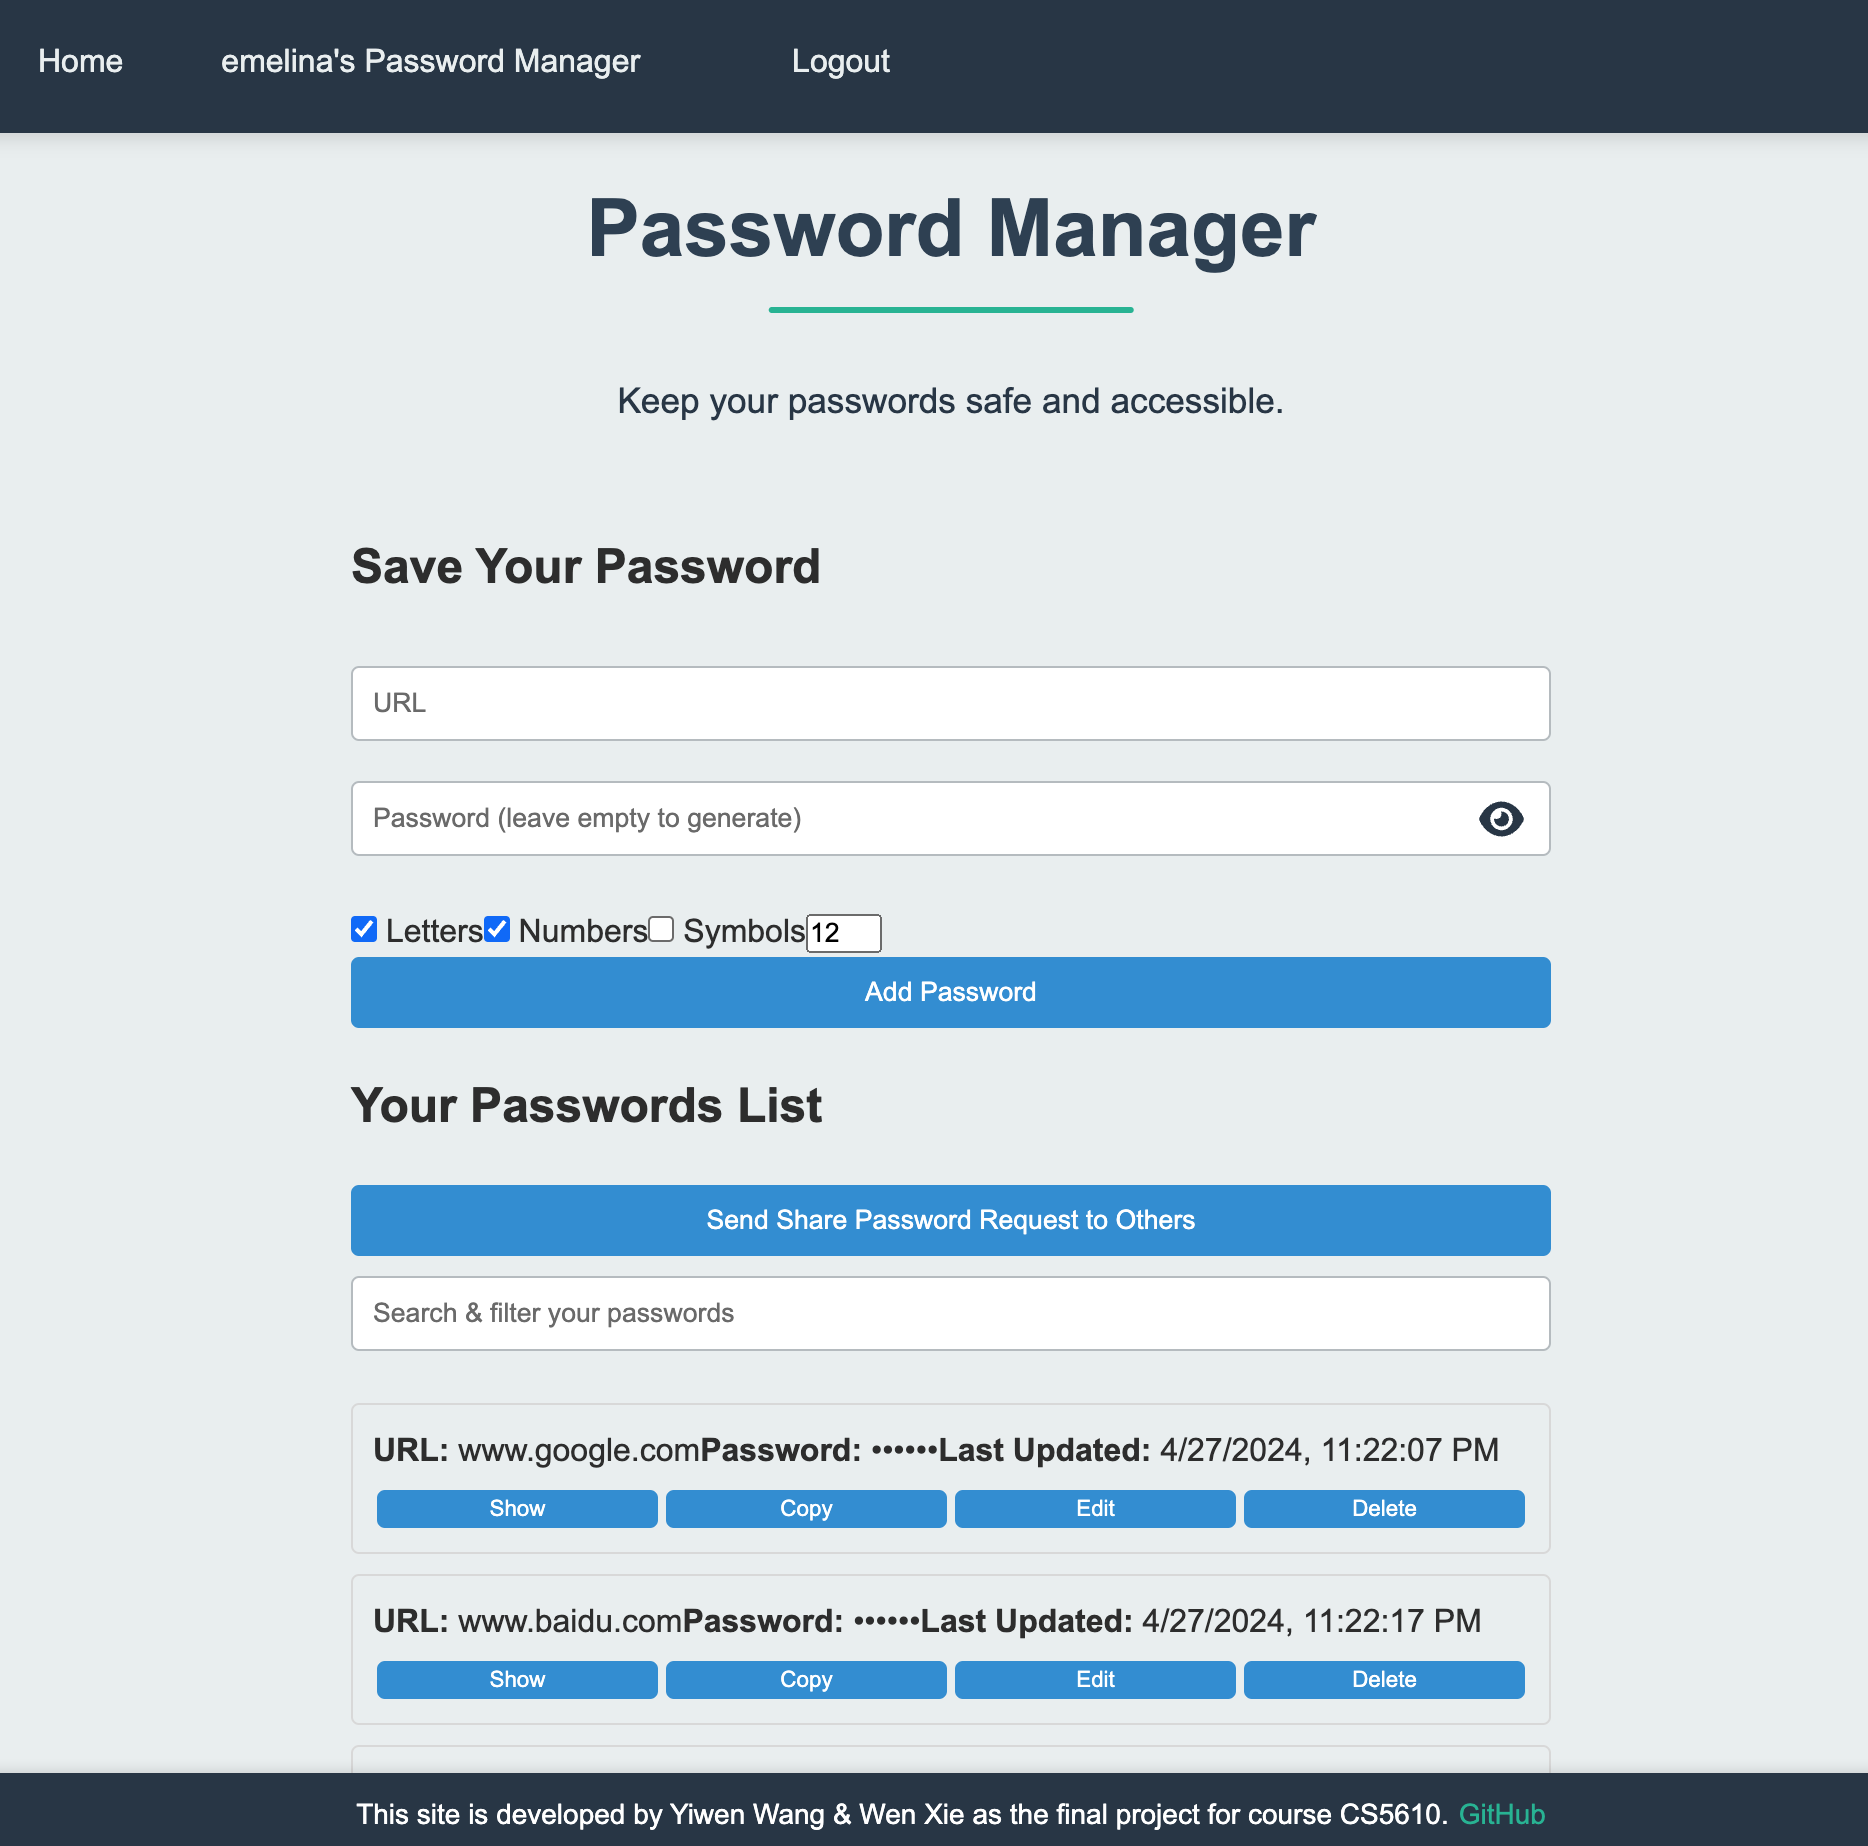 Home emelina's Password Manager Logout
Password Manager
Keep your passwords safe and accessible.
Save Your Password
URL
Password (leave empty to generate)
Letters Numbers Symbols 12
Add Password
Your Passwords List
Send Share Password Request to Others
Search & filter your passwords
URL: www.google.comPassword: ••••••Last Updated: 4/27/2024, 11:22:07 PM
Show Copy Edit Delete
URL: www.baidu.comPassword: ••••••Last Updated: 4/27/2024, 11:22:17 PM
Show Copy Edit Delete
This site is developed by Yiwen Wang & Wen Xie as the final project for course CS5610. GitHub